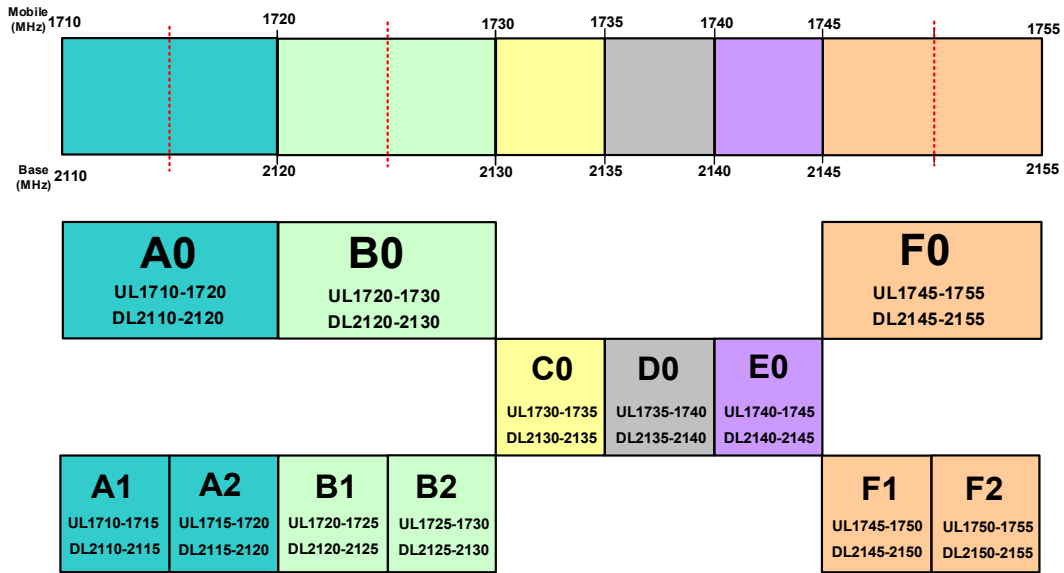 Mobile
(MHz)
1710 1720 1730 1735 1740 1745 1755
Base
(MHz)
2110 2120 2130 2135 2140 2145 2155
A0
UL1710-1720
DL2110-2120
B0
UL1720-1730
DL2120-2130
F0
UL1745-1755
DL2145-2155
C0
UL1730-1735
DL2130-2135
D0
UL1735-1740
DL2135-2140
E0
UL1740-1745
DL2140-2145
A1
UL1710-1715
DL2110-2115
A2
UL1715-1720
DL2115-2120
B1
UL1720-1725
DL2120-2125
B2
UL1725-1730
DL2125-2130
F1
UL1745-1750
DL2145-2150
F2
UL1750-1755
DL2150-2155